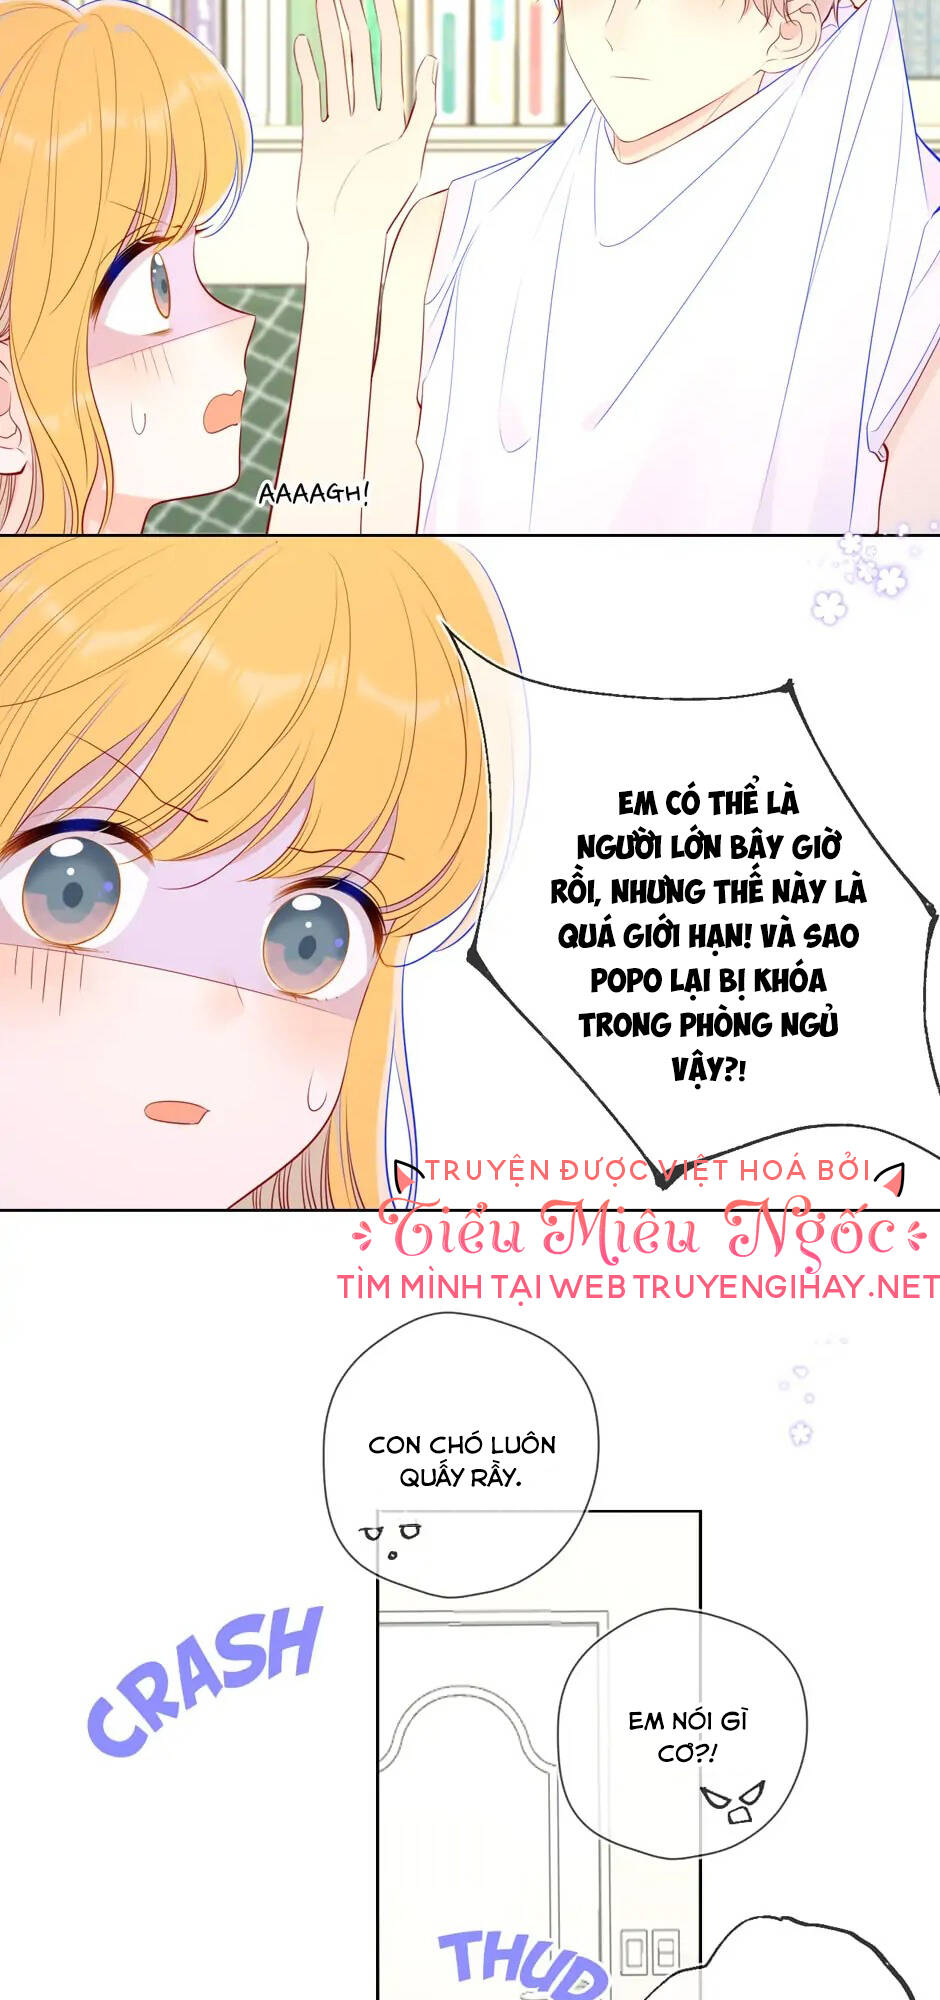 AAAAGH!
EM CÓ THỂ LÀ
NGƯỜI LỚN BẬY GIỜ
RỒI, NHƯNG THẾ NÀY LÀ
QUÁ GIỚI HẠN! VÀ SAO
POPO LẠI BỊ KHÓA
TRONG PHÒNG NGỦ
VẬY?!
TRUYỆN ĐƯỢC VIỆT HOÁ BỞI
Tiểu Miêu Ngốc
TÌM MÌNH TẠI WEB TRUYENGIHAY.NET
CON CHÓ LUÔN
QUẤY RẦY.
CRASH
EM NÓI GÌ
CƠ?!
THUD